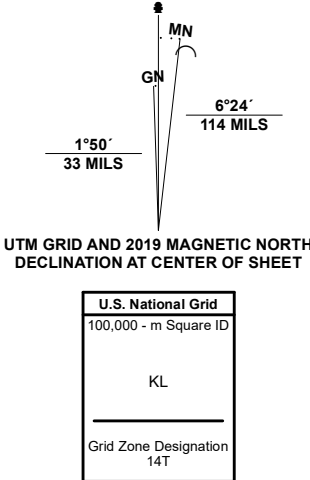 MN
GN
6°24´
114 MILS
1°50´
33 MILS
UTM GRID AND 2019 MAGNETIC NORTH
DECLINATION AT CENTER OF SHEET
U.S. National Grid
100,000 - m Square ID
KL
Grid Zone Designation
14T